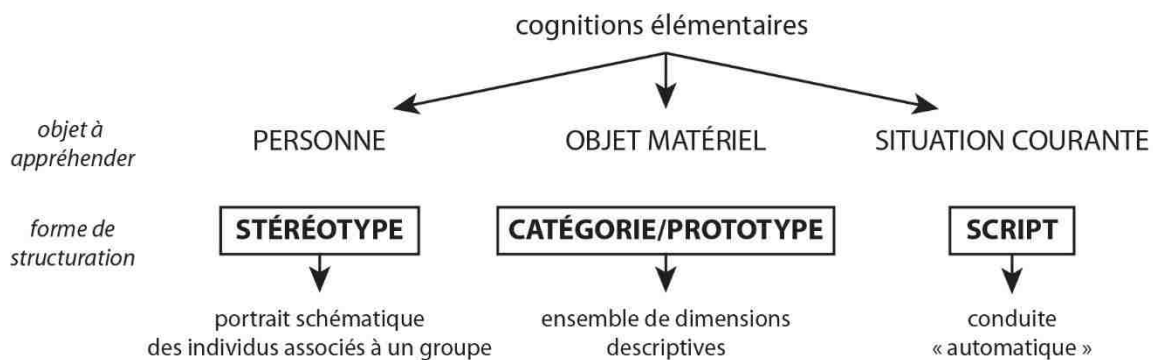 cognitions élémentaires
objet à
appréhender
PERSONNE
OBJET MATÉRIEL
SITUATION COURANTE
forme de
structuration
STÉRÉOTYPE
CATÉGORIE/PROTOTYPE
SCRIPT
portrait schématique
des individus associés à un groupe
ensemble de dimensions
descriptives
conduite
« automatique »